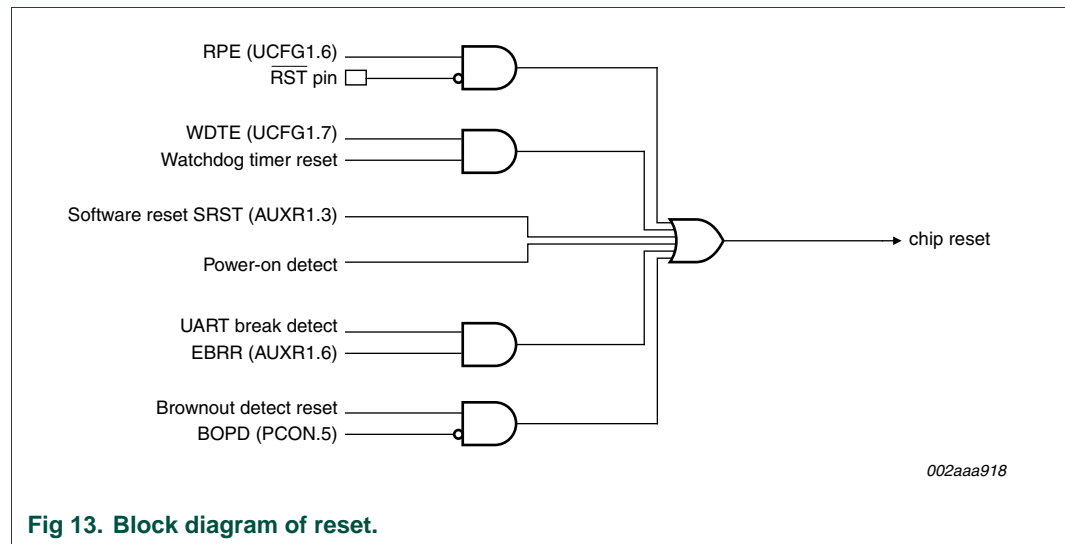 RPE (UCFG1.6)
RST pin
WDTE (UCFG1.7)
Watchdog timer reset
Software reset SRST (AUXR1.3)
Power-on detect
chip reset
UART break detect
EBRR (AUXR1.6)
Brownout detect reset
BOPD (PCON.5)
002aaa918
Fig 13. Block diagram of reset.